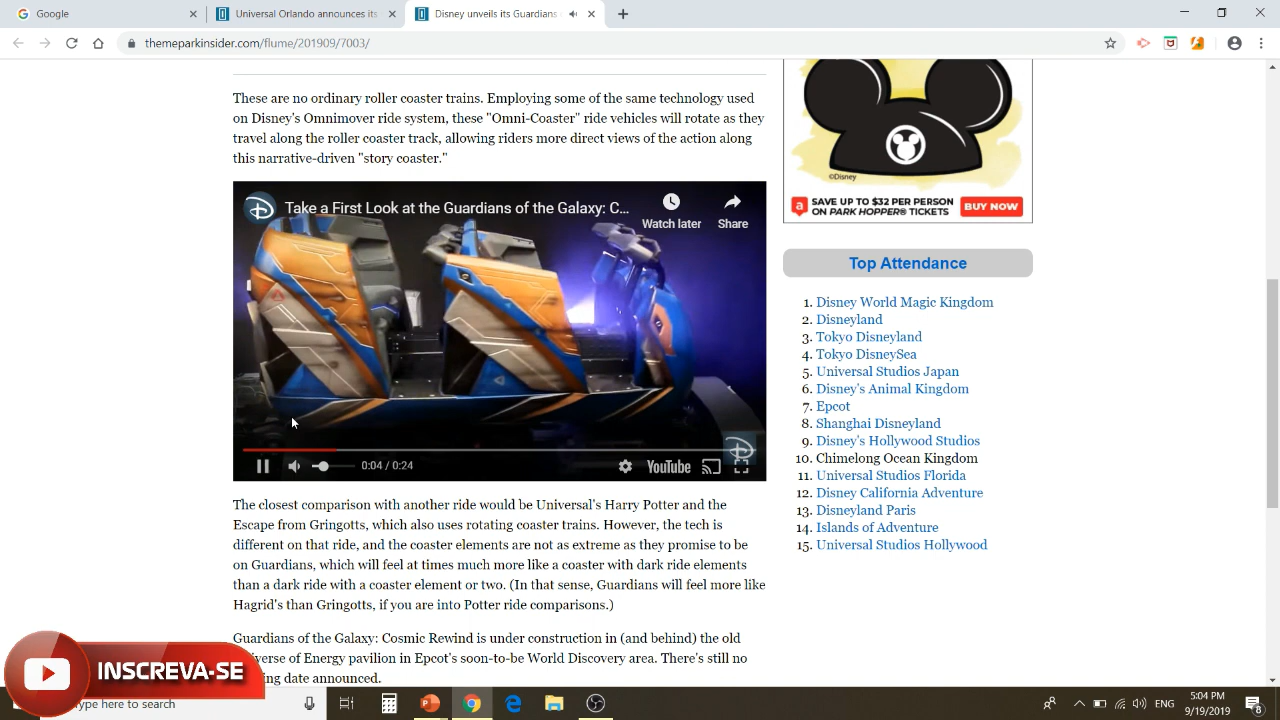 Google
Universal Orlando announces its
Disney unveils its Guardians
themeparkinsider.com/flume/201909/7003/
These are no ordinary roller coaster trains. Employing some of the same technology used
on Disney's Omnimover ride system, these "Omni-Coaster" ride vehicles will rotate as they
travel along the roller coaster track, allowing riders more direct views of the action along
this narrative-driven "story coaster."
Take a First Look at the Guardians of the Galaxy: C...
Watch later
Share
0:04 / 0:24
YouTube
The closest comparison with another ride would be Universal's Harry Potter and the
Escape from Gringotts, which also uses rotating coaster trains. However, the tech is
different on that ride, and the coaster elements are not as extreme as they promise to be
on Guardians, which will feel at times much more like a coaster with dark ride elements
than a dark ride with a coaster element or two. (In that sense, Guardians will feel more like
Hagrid's than Gringotts, if you are into Potter ride comparisons.)
Guardians of the Galaxy: Cosmic Rewind is under construction in (and behind) the old
verse of Energy pavilion in Epcot's soon-to-be World Discovery area. There's still no
ng date announced.
©Disney
a SAVE UP TO $32 PER PERSON
ON PARK HOPPER® TICKETS
BUY NOW
Top Attendance
1. Disney World Magic Kingdom
2. Disneyland
3. Tokyo Disneyland
4. Tokyo DisneySea
5. Universal Studios Japan
6. Disney's Animal Kingdom
7. Epcot
8. Shanghai Disneyland
9. Disney's Hollywood Studios
10. Chimelong Ocean Kingdom
11. Universal Studios Florida
12. Disney California Adventure
13. Disneyland Paris
14. Islands of Adventure
15. Universal Studios Hollywood
INSCREVA-SE
ype here to search
ENG
5:04 PM
9/19/2019
8